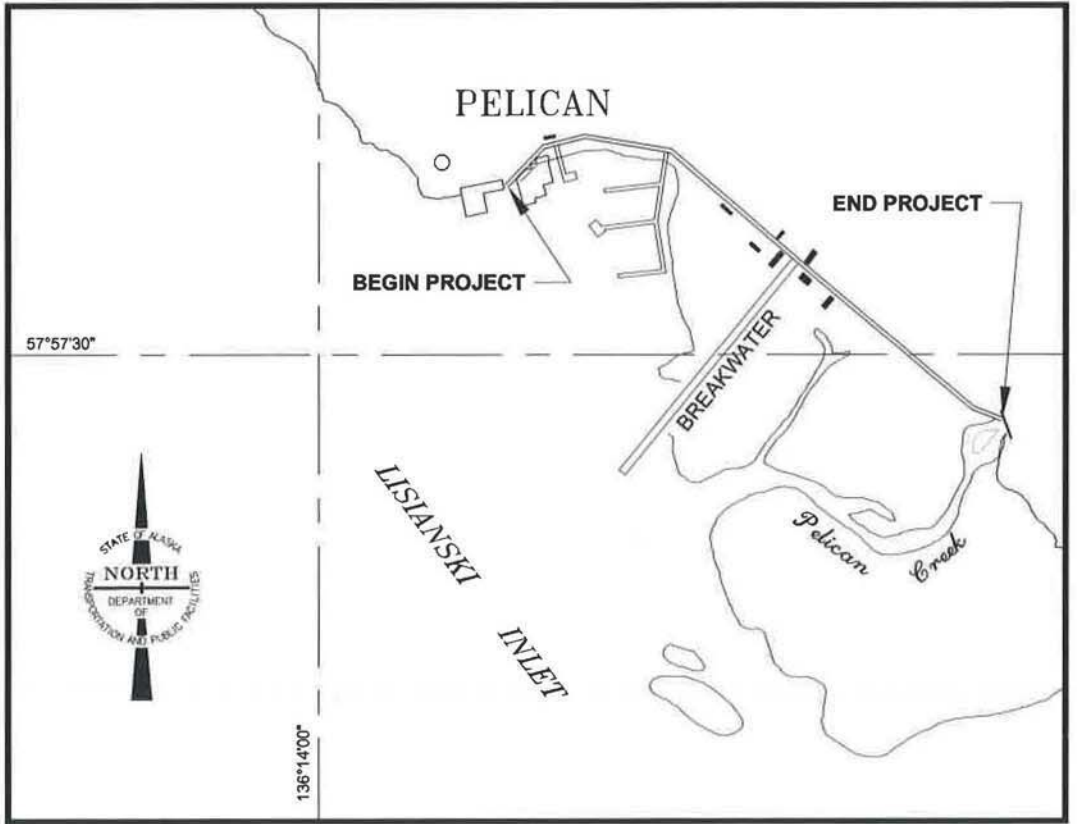 PELICAN
END PROJECT
BEGIN PROJECT
57°57'30"
BREAKWATER
LISIANSKI
INLET
Pelican
Creek
STATE OF ALASKA
NORTH
DEPARTMENT
OF
TRANSPORTATION AND PUBLIC FACILITIES
136°14'00"